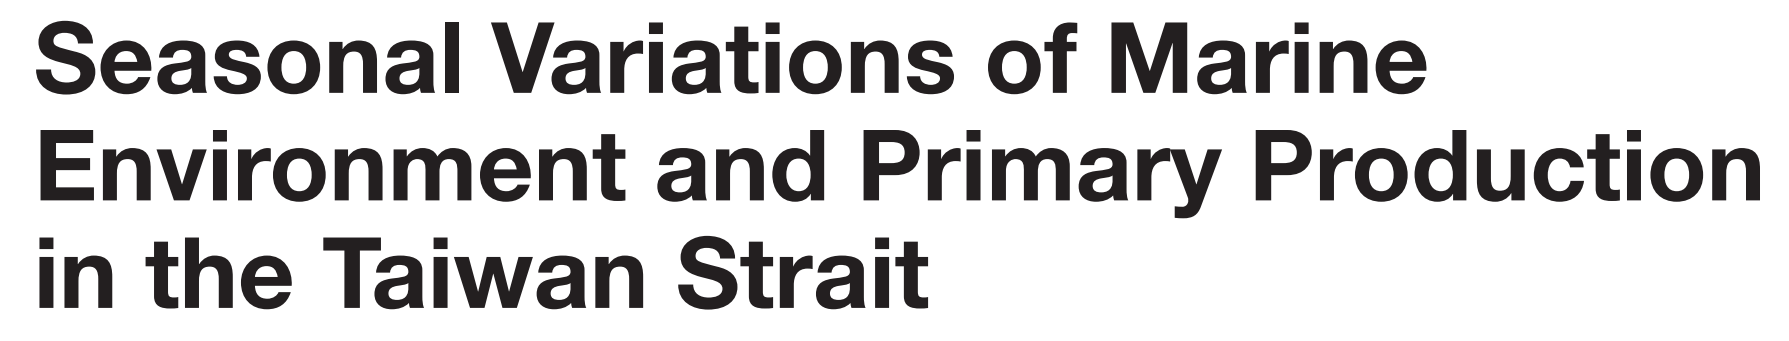 Seasonal Variations of Marine
Environment and Primary Production
in the Taiwan Strait